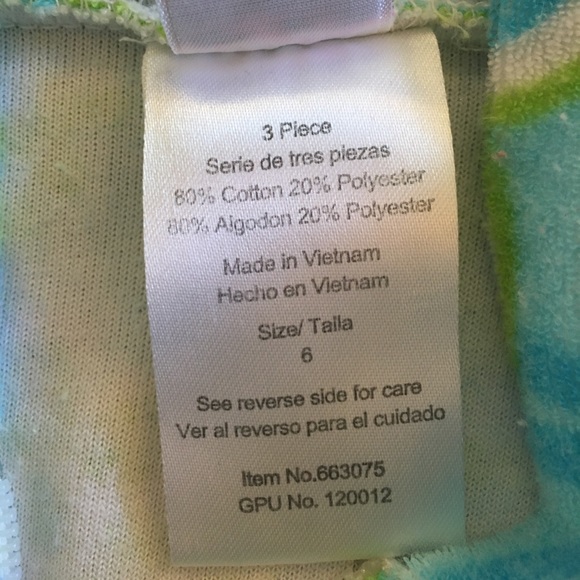 3 Piece
Serie de tres piezas
80% Cotton 20% Polyester
80% Algodon 20% Polyester
Made in Vietnam
Hecho en Vietnam
Size/ Talla
6
See reverse side for care
Ver al reverso para el cuidado
Item No.663075
GPU No. 120012